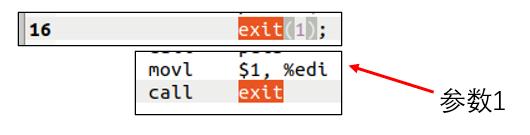 16 exit(1);
movl $1, %edi
call exit
参数1